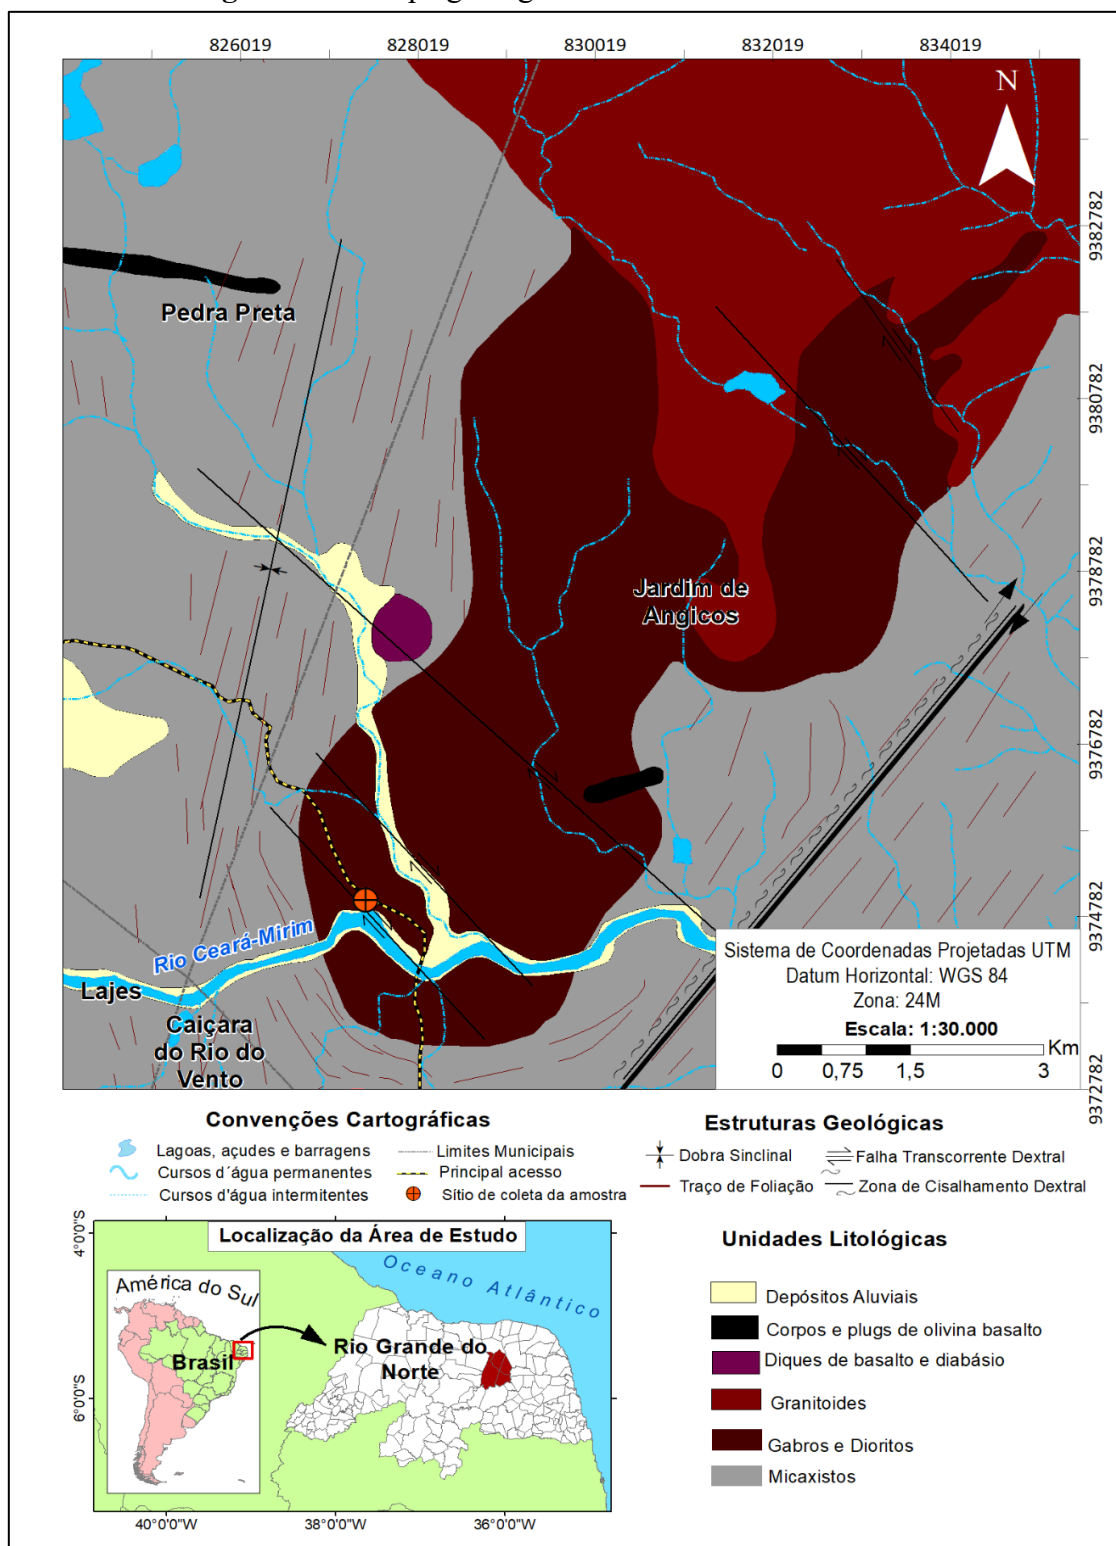 826019
828019
830019
832019
834019
N
9382782
9380782
9378782
9376782
9374782
9372782
Pedra Preta
Jardim de
Angicos
Rio Ceará-Mirim
Lajes
Caiçara
do Rio do
Vento
Sistema de Coordenadas Projetadas UTM
Datum Horizontal: WGS 84
Zona: 24M
Escala: 1:30.000
Km
0 0,75 1,5 3
Convenções Cartográficas
Lagoas, açudes e barragens
Cursos d´água permanentes
Cursos d'água intermitentes
Limites Municipais
Principal acesso
Sítio de coleta da amostra
Estruturas Geológicas
Dobra Sinclinal
Traço de Foliação
Falha Transcorrente Dextral
Zona de Cisalhamento Dextral
Localização da Área de Estudo
4°0'0"S
6°0'0"S
América do Sul
Brasil
Oceano Atlântico
Rio Grande do
Norte
40°0'0"W
38°0'0"W
36°0'0"W
Unidades Litológicas
Depósitos Aluviais
Corpos e plugs de olivina basalto
Diques de basalto e diabásio
Granitoides
Gabros e Dioritos
Micaxistos